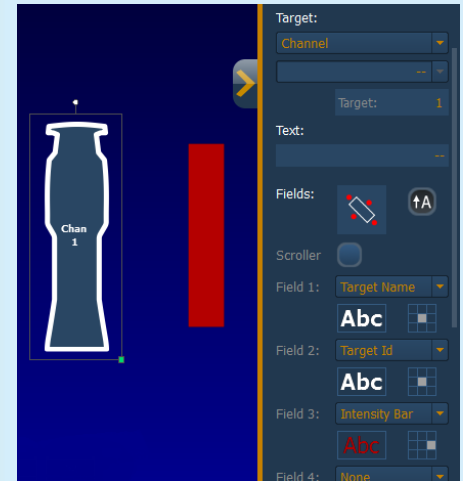 Target:
Channel
--
Target: 1
Text:
--
Chan
1
Fields:
A
Scroller
Field 1: Target Name
Abc
Field 2: Target Id
Abc
Field 3: Intensity Bar
Abc
Field 4: None